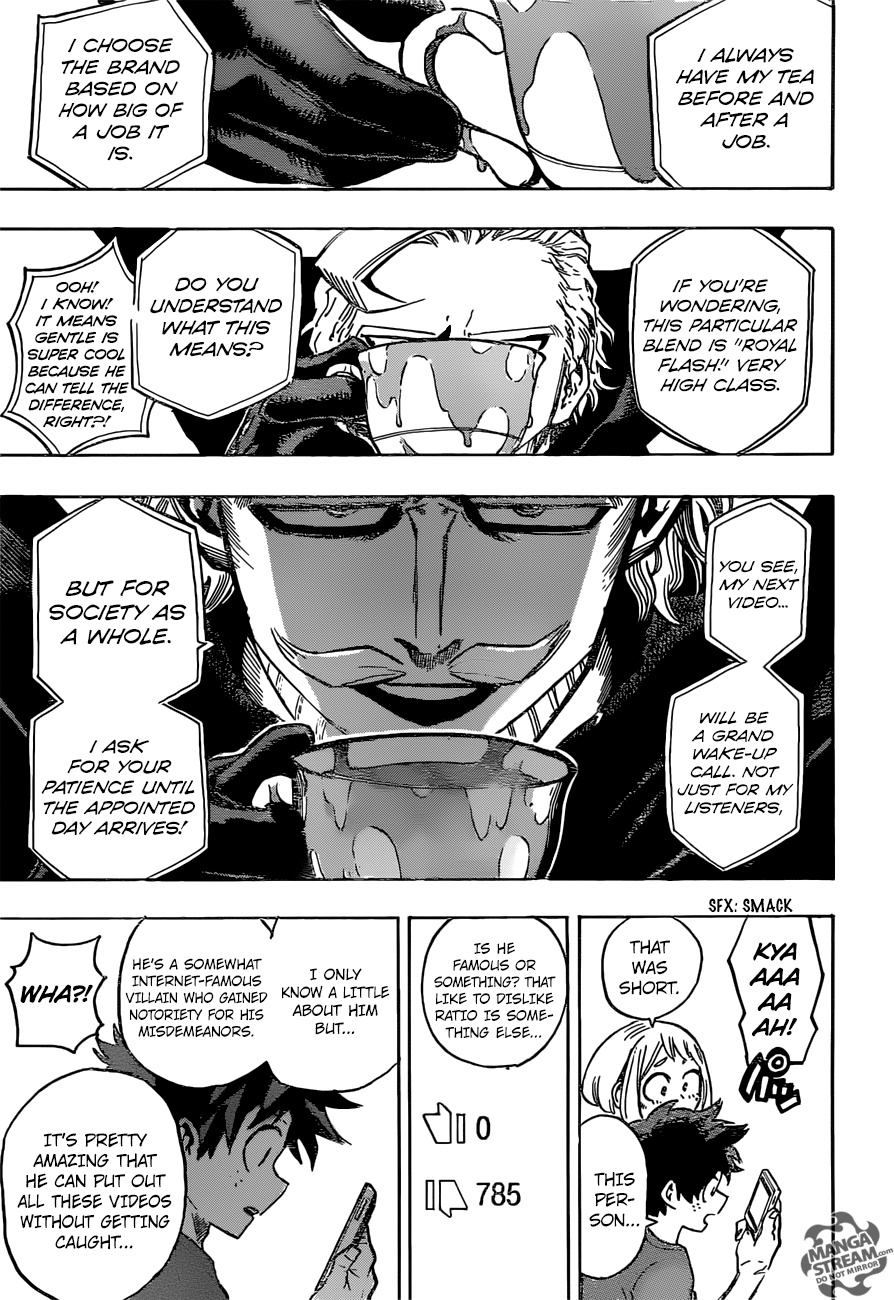 I ALWAYS
HAVE MY TEA
BEFORE AND
AFTER A
JOB.
I CHOOSE
THE BRAND
BASED ON
HOW BIG OF
A JOB IT
IS.
IF YOU'RE
WONDERING,
THIS PARTICULAR
BLEND IS "ROYAL
FLASH." VERY
HIGH CLASS.
DO YOU
UNDERSTAND
WHAT THIS
MEANS?
OOH!
I KNOW!
IT MEANS
GENTLE IS
SUPER COOL
BECAUSE HE
CAN TELL THE
DIFFERENCE,
RIGHT?!
YOU SEE,
MY NEXT
VIDEO...
WILL BE
A GRAND
WAKE-UP
CALL. NOT
JUST FOR MY
LISTENERS,
BUT FOR
SOCIETY AS
A WHOLE.
I ASK
FOR YOUR
PATIENCE UNTIL
THE APPOINTED
DAY ARRIVES!
SFX: SMACK
KYA
AAA
AA
AH!
THAT
WAS
SHORT.
THIS
PER-
SON...
IS HE
FAMOUS OR
SOMETHING? THAT
LIKE TO DISLIKE
RATIO IS SOME-
THING ELSE...
0
785
I ONLY
KNOW A LITTLE
ABOUT HIM
BUT...
HE'S A SOMEWHAT
INTERNET-FAMOUS
VILLAIN WHO GAINED
NOTORIETY FOR HIS
MISDEMEANORS.
WHA?!
IT'S PRETTY
AMAZING THAT
HE CAN PUT OUT
ALL THESE VIDEOS
WITHOUT GETTING
CAUGHT...
MANGA
STREAM.com
DO NOT MIRROR!